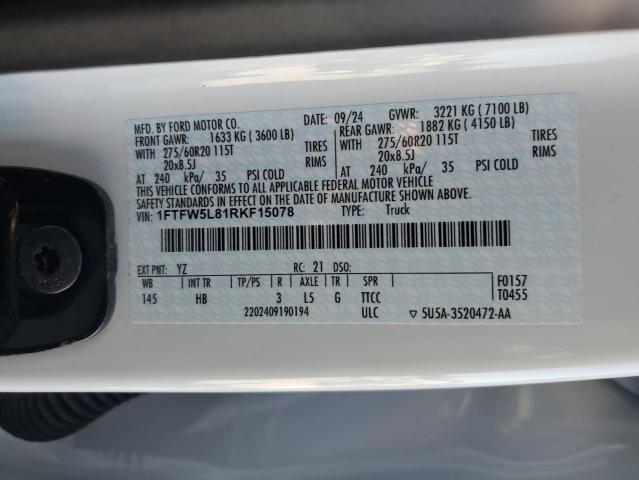 MFD. BY FORD MOTOR CO.
DATE: 09/24 GVWR: 3221 KG ( 7100 LB)
FRONT GAWR: 1633 KG ( 3600 LB) REAR GAWR: 1882 KG ( 4150 LB)
WITH 275/60R20 115T TIRES WITH 275/60R20 115T TIRES
20x8.5J RIMS 20x8.5J RIMS
AT 240 kPa/ 35 PSI COLD AT 240 kPa/ 35 PSI COLD
THIS VEHICLE CONFORMS TO ALL APPLICABLE FEDERAL MOTOR VEHICLE
SAFETY STANDARDS IN EFFECT ON THE DATE OF MANUFACTURE SHOWN ABOVE.
VIN: 1FTFW5L81RKF15078 TYPE: Truck
EXT PNT: YZ RC: 21 DSO: F0157
WB INT TR TP/PS R AXLE TR SPR T0455
145 HB 3 L5 G TTCC
2202409190194 ULC ▽ 5U5A-3520472-AA